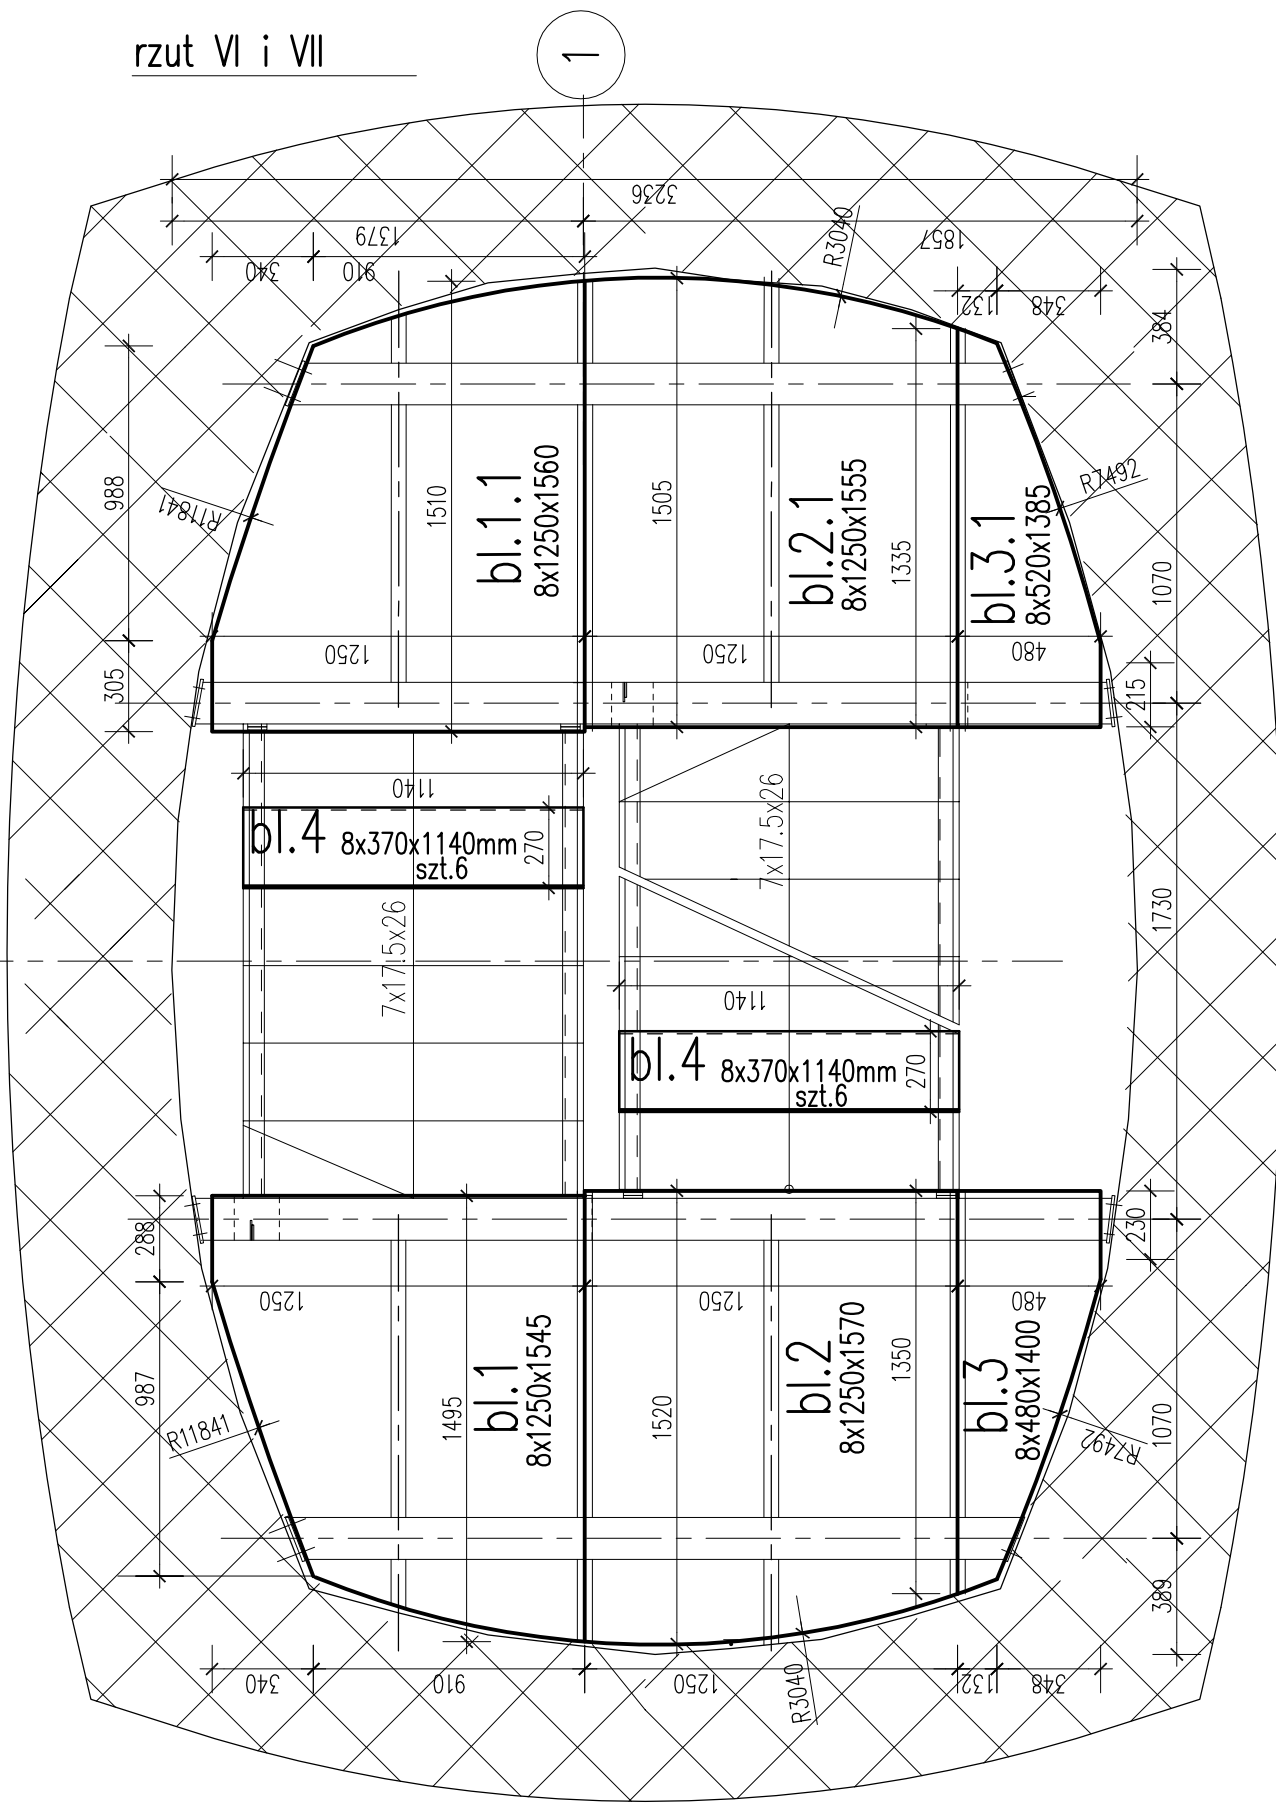 rzut VI i VII
1
3236
1379
1857
340
910
R3040
132
348
384
988
R11841
1510
bl.1.1
8x1250x1560
1505
bl.2.1
8x1250x1555
1335
bl.3.1
8x520x1385
R7492
1070
305
1250
1250
480
215
1140
bl.4 8x370x1140mm
szt.6
270
7x17.5x26
7x17.5x26
1730
1140
bl.4 8x370x1140mm
szt.6
270
288
1250
1250
480
230
987
R11841
1495
bl.1
8x1250x1545
1520
bl.2
8x1250x1570
1350
bl.3
8x480x1400
R7492
1070
389
340
910
1250
R3040
132
348